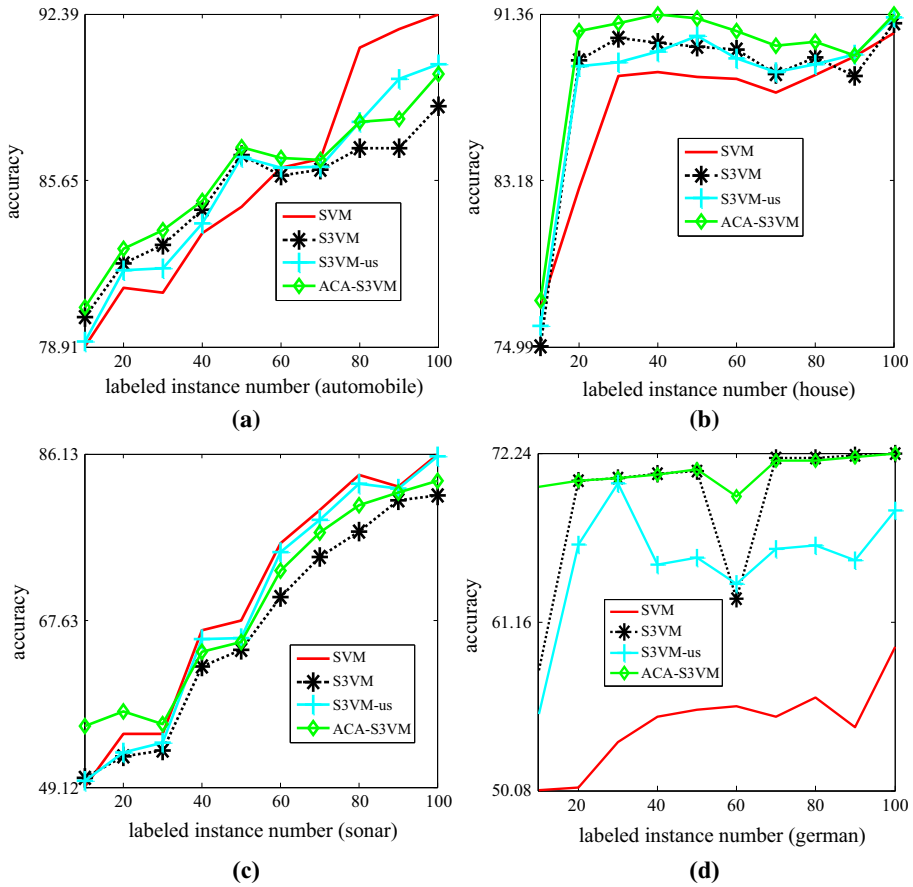 92.39
85.65
78.91
accuracy
SVM
S3VM
S3VM-us
ACA-S3VM
20 40 60 80 100
labeled instance number (automobile)
(a)
91.36
83.18
74.99
accuracy
SVM
S3VM
S3VM-us
ACA-S3VM
20 40 60 80 100
labeled instance number (house)
(b)
86.13
67.63
49.12
accuracy
SVM
S3VM
S3VM-us
ACA-S3VM
20 40 60 80 100
labeled instance number (sonar)
(c)
72.24
61.16
50.08
accuracy
SVM
S3VM
S3VM-us
ACA-S3VM
20 40 60 80 100
labeled instance number (german)
(d)